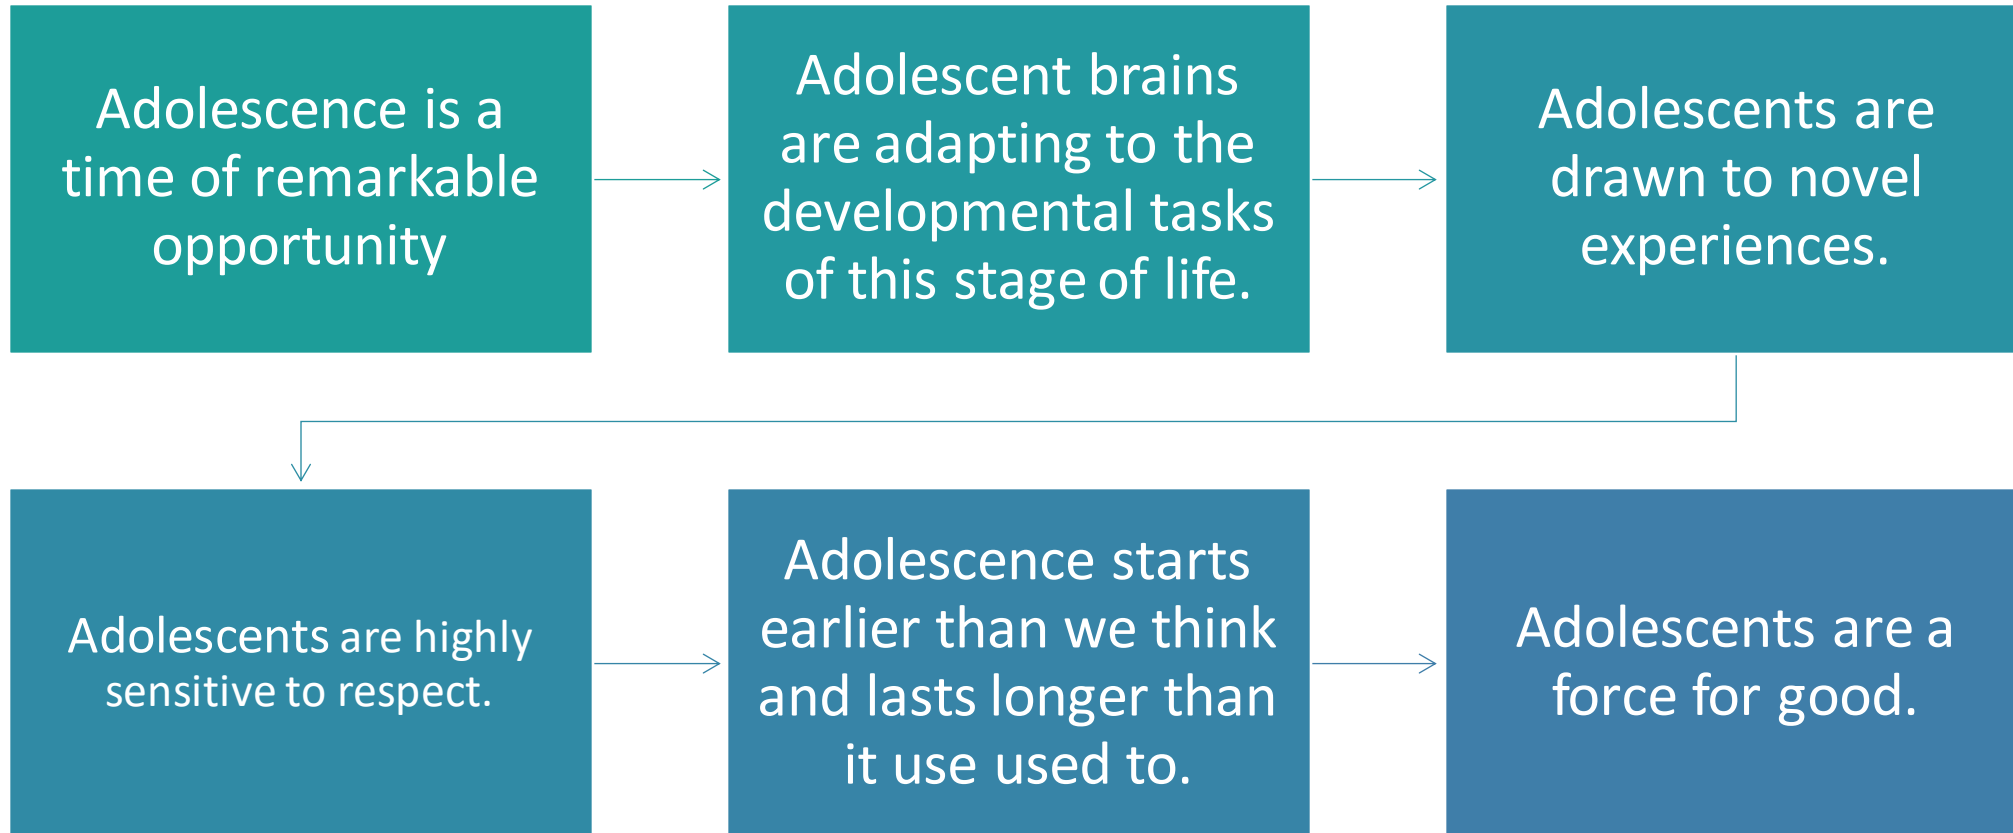 Adolescence is a
time of remarkable
opportunity
Adolescent brains
are adapting to the
developmental tasks
of this stage of life.
Adolescents are
drawn to novel
experiences.
Adolescents are highly
sensitive to respect.
Adolescence starts
earlier than we think
and lasts longer than
it use used to.
Adolescents are a
force for good.